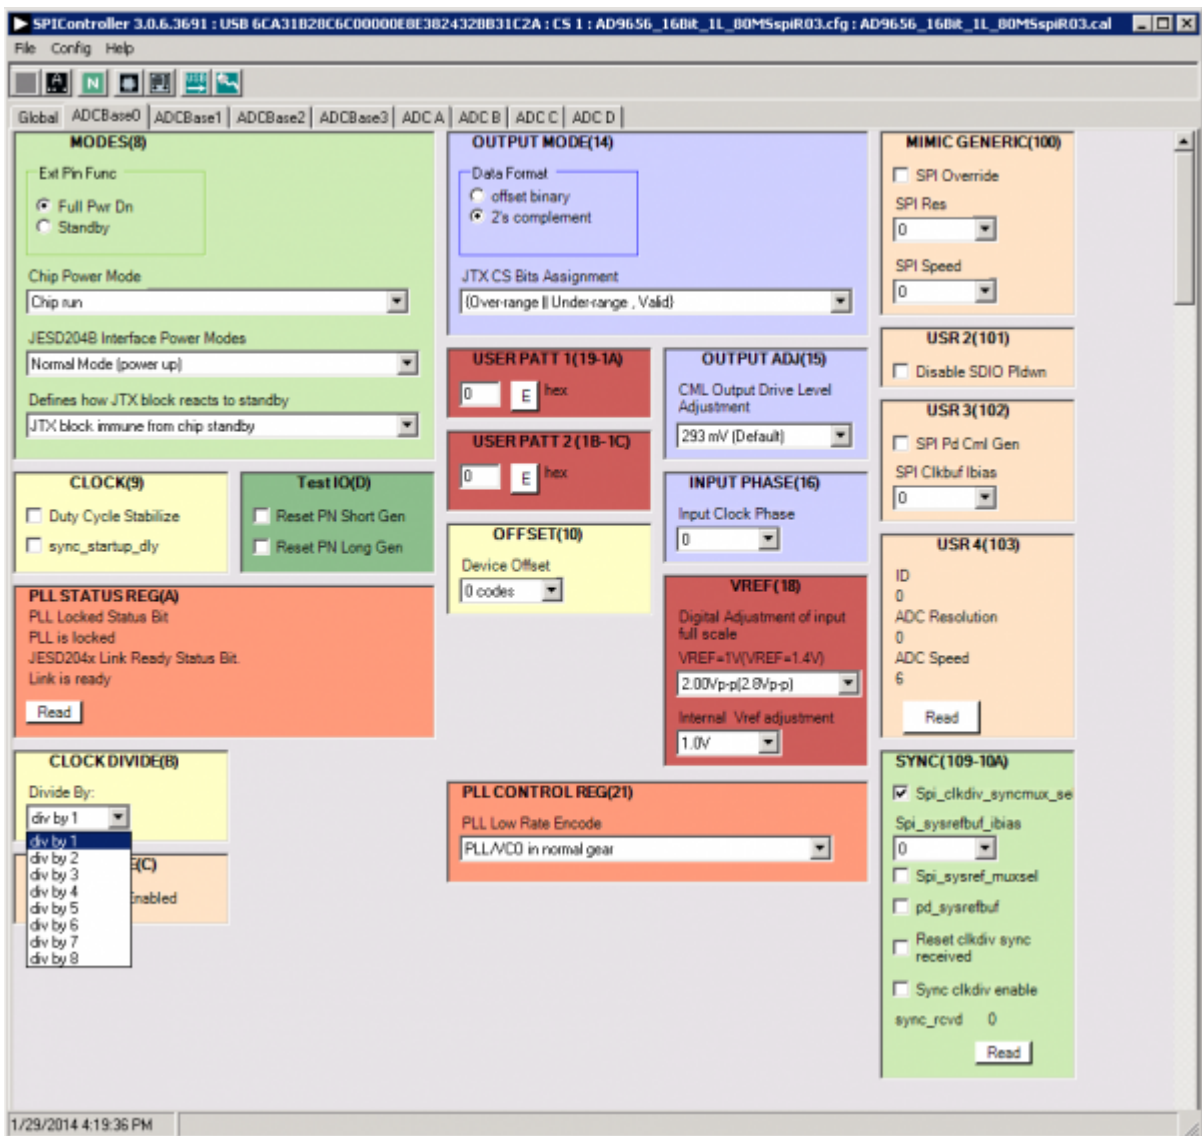 SPIController 3.0.6.3691 : USB 6CA31B28C6C00000E8E382432BB31C2A : CS 1 : AD9656_16Bit_1L_80MSspiR03.cfg : AD9656_16Bit_1L_80MSspiR03.cal
File Config Help
Global ADCBase0 ADCBase1 ADCBase2 ADCBase3 ADC A ADC B ADC C ADC D
MODES(8)
Ext Pin Func
Full Pwr Dn
Standby
Chip Power Mode
Chip run
JESD204B Interface Power Modes
Normal Mode (power up)
Defines how JTX block reacts to standby
JTX block immune from chip standby
CLOCK(9)
Duty Cycle Stabilize
sync_startup_dly
Test IO(D)
Reset PN Short Gen
Reset PN Long Gen
PLL STATUS REG(A)
PLL Locked Status Bit
PLL is locked
JESD204x Link Ready Status Bit.
Link is ready
Read
CLOCK DIVIDE(B)
Divide By:
div by 1
div by 1
div by 2
div by 3
div by 4
div by 5
div by 6
div by 7
div by 8
E(C)
Enabled
OUTPUT MODE(14)
Data Format
offset binary
2's complement
JTX CS Bits Assignment
{Over-range || Under-range , Valid}
USER PATT 1(19-1A)
0 E hex
USER PATT 2 (1B-1C)
0 E hex
OFFSET(10)
Device Offset
0 codes
OUTPUT ADJ(15)
CML Output Drive Level
Adjustment
293 mV (Default)
INPUT PHASE(16)
Input Clock Phase
0
VREF(18)
Digital Adjustment of input
full scale
VREF=1V(VREF=1.4V)
2.00Vp-p(2.8Vp-p)
Internal Vref adjustment
1.0V
PLL CONTROL REG(21)
PLL Low Rate Encode
PLL/VCO in normal gear
MIMIC GENERIC(100)
SPI Override
SPI Res
0
SPI Speed
0
USR 2(101)
Disable SDIO Pldwn
USR 3(102)
SPI Pd Cml Gen
SPI Clkbuf Ibias
0
USR 4(103)
ID
0
ADC Resolution
0
ADC Speed
6
Read
SYNC(109-10A)
Spi_clkdiv_syncmux_se
Spi_sysrefbuf_ibias
0
Spi_sysref_muxsel
pd_sysrefbuf
Reset clkdiv sync
received
Sync clkdiv enable
sync_rcvd 0
Read
1/29/2014 4:19:36 PM